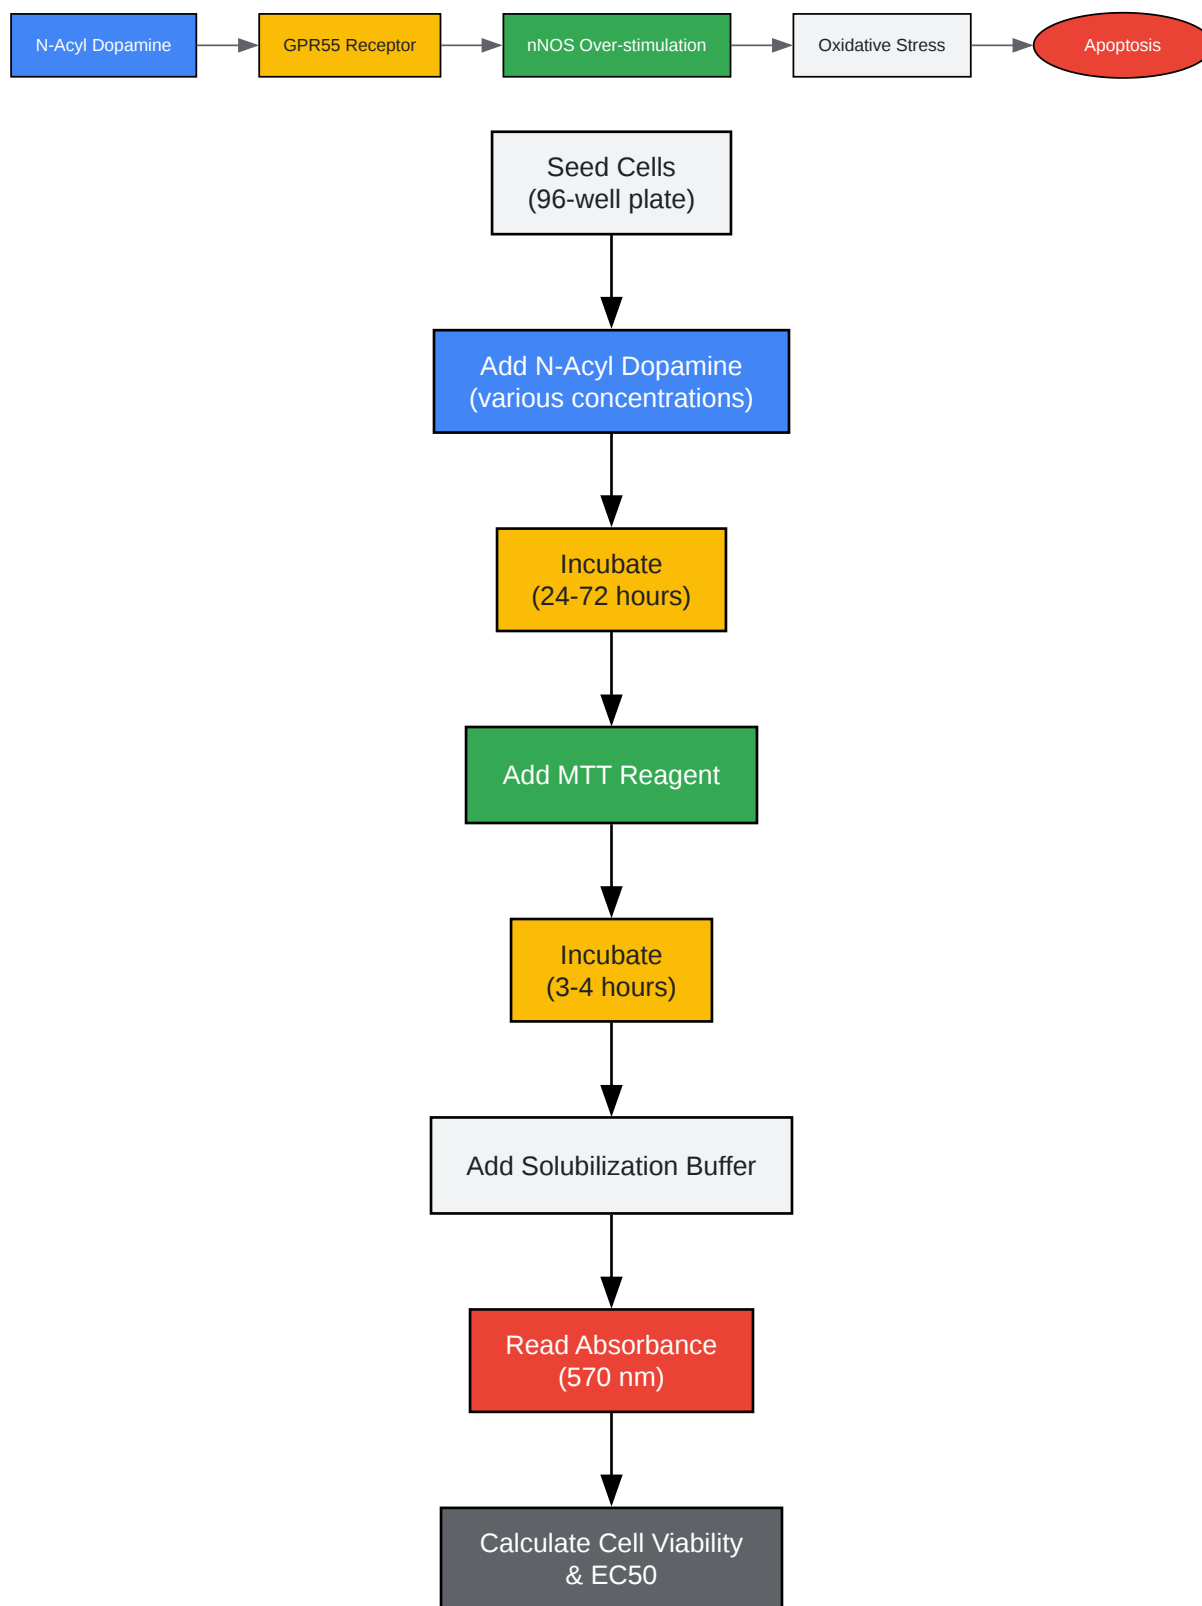 N-Acyl Dopamine
GPR55 Receptor
nNOS Over-stimulation
Oxidative Stress
Apoptosis
Seed Cells
(96-well plate)
Add N-Acyl Dopamine
(various concentrations)
Incubate
(24-72 hours)
Add MTT Reagent
Incubate
(3-4 hours)
Add Solubilization Buffer
Read Absorbance
(570 nm)
Calculate Cell Viability
& EC50